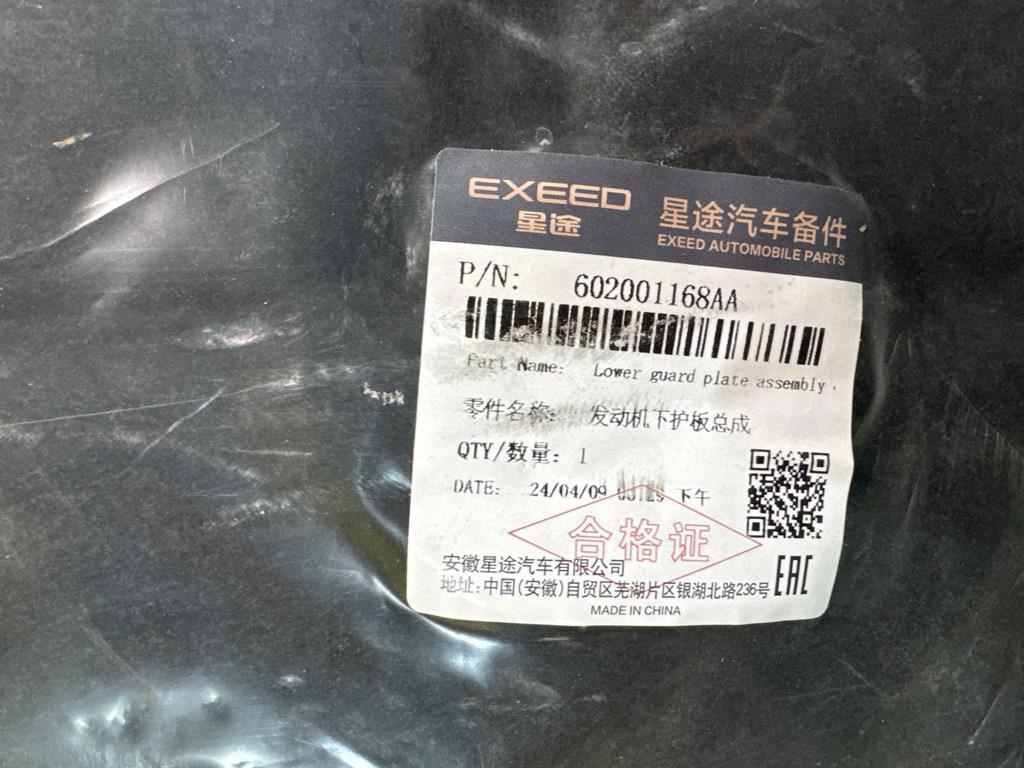 EXEED
星途
星途汽车备件
EXEED AUTOMOBILE PARTS
P/N: 602001168AA
Part Name: Lower guard plate assembly
零件名称: 发动机下护板总成
QTY/数量: 1
DATE: 24/04/09 下午
合格证
安徽星途汽车有限公司
地址:中国(安徽)自贸区芜湖片区银湖北路236号
EAC
MADE IN CHINA